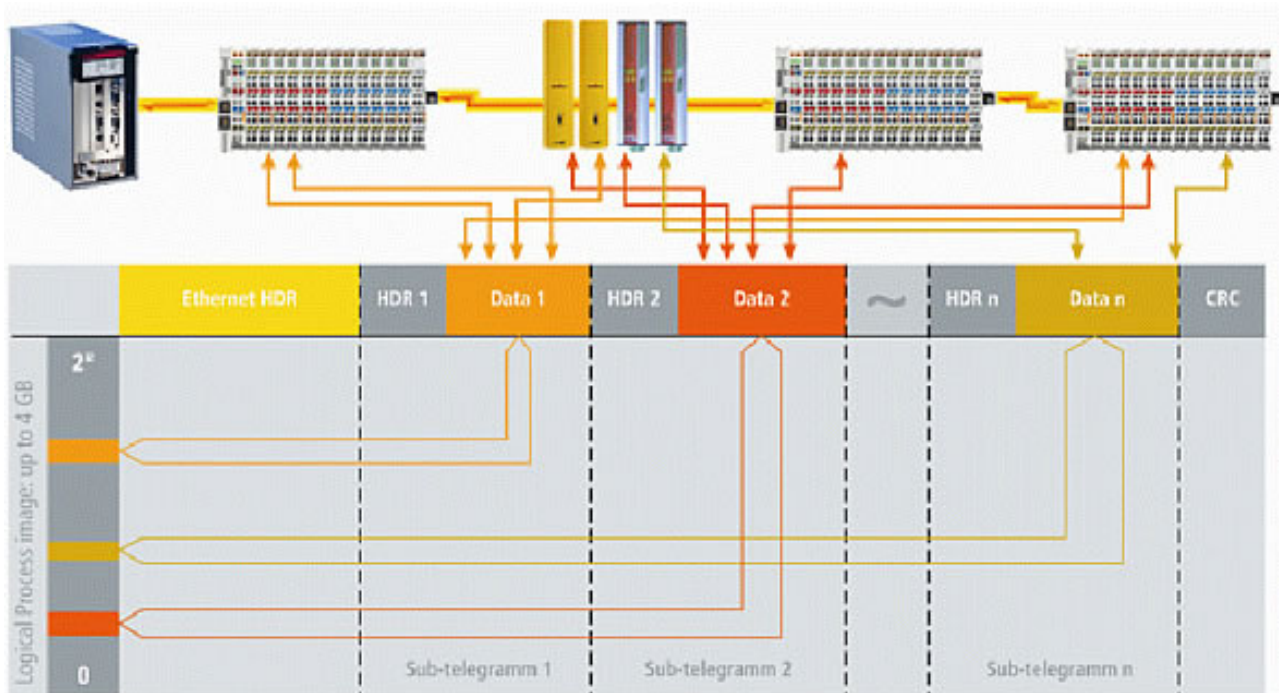 Ethernet HDR
HDR 1
Data 1
HDR 2
Data 2
~
HDR n
Data n
CRC
Logical Process image: up to 4 GB
0
Sub-telegramm 1
Sub-telegramm 2
Sub-telegramm n